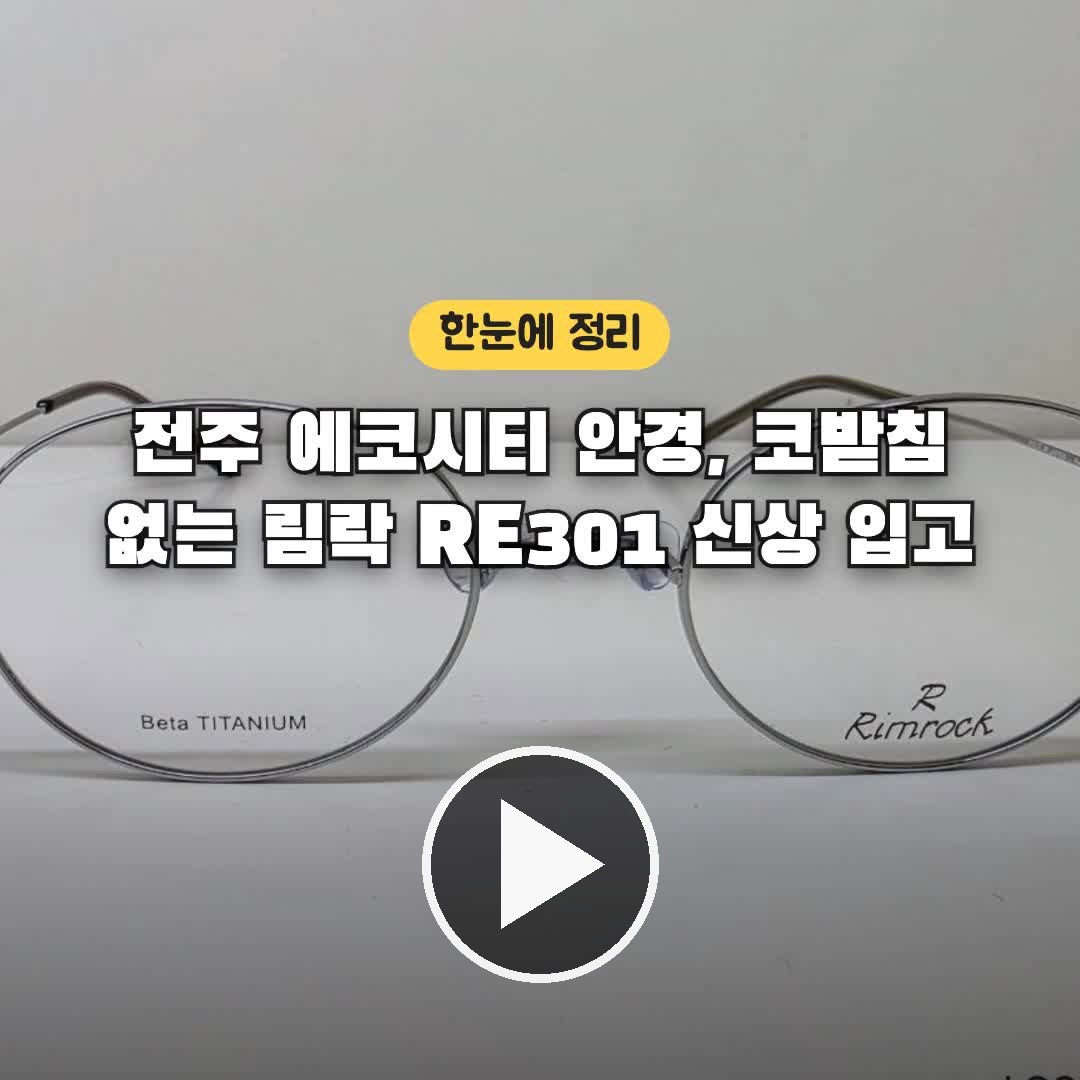 한눈에 정리
전주 에코시티 안경, 코받침
없는 림락 RE301 신상 입고
Beta TITANIUM
R
Rimrock